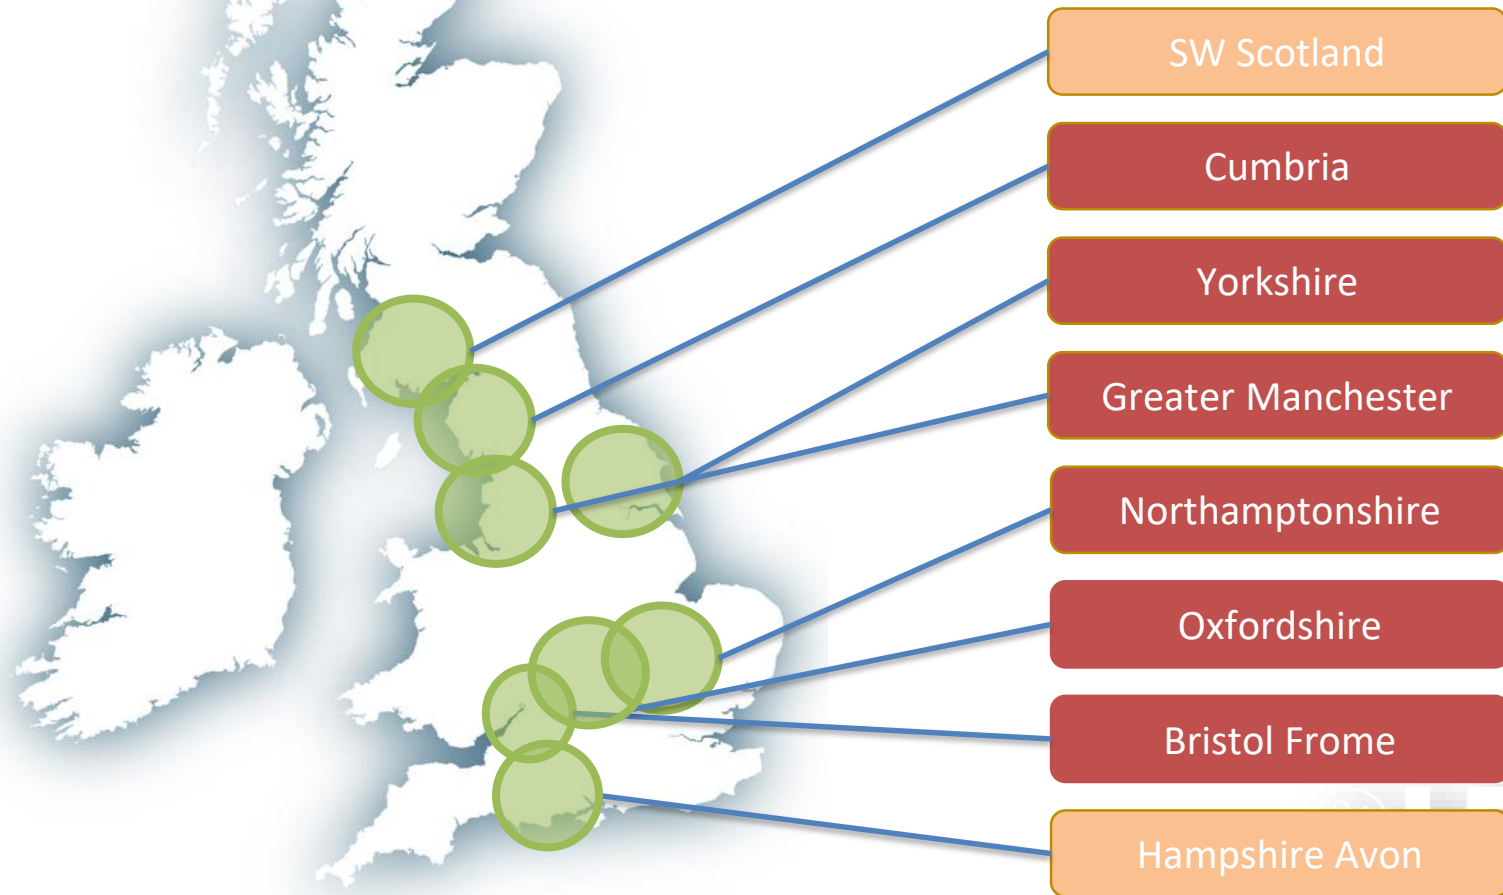 SW Scotland
Cumbria
Yorkshire
Greater Manchester
Northamptonshire
Oxfordshire
Bristol Frome
Hampshire Avon